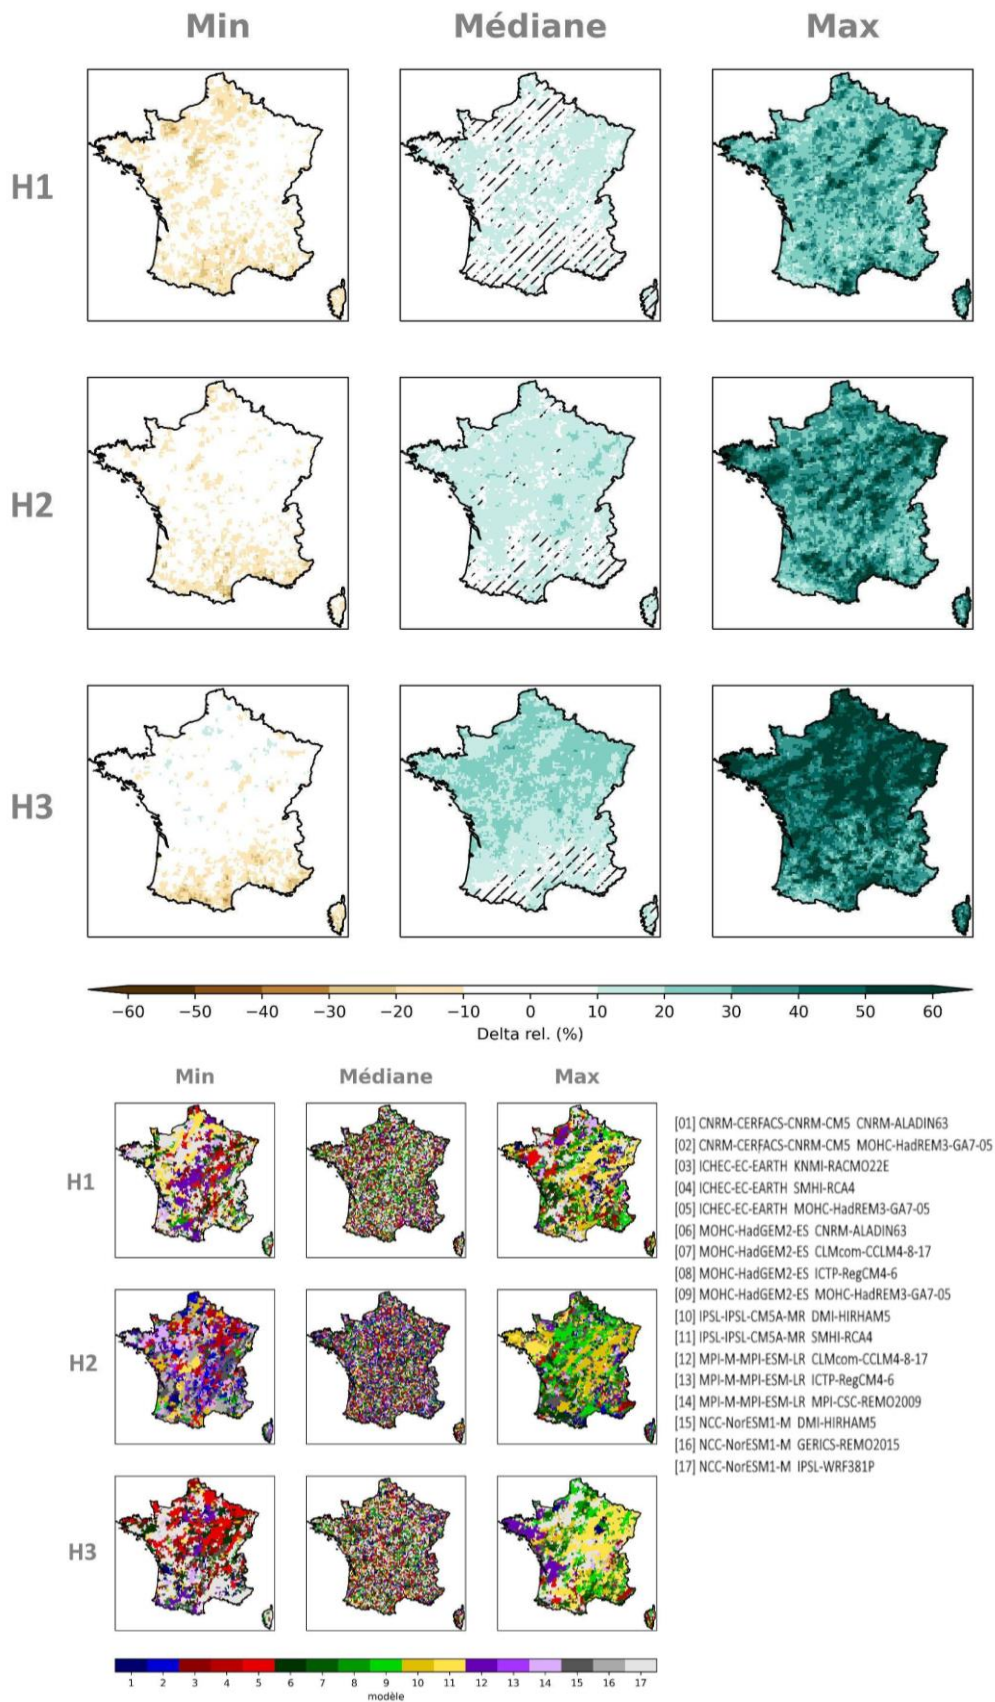 Min Médiane Max
H1
H2
H3
−60 −50 −40 −30 −20 −10 0 10 20 30 40 50 60
Delta rel. (%)
Min Médiane Max
H1
H2
H3
[01] CNRM-CERFACS-CNRM-CM5 CNRM-ALADIN63
[02] CNRM-CERFACS-CNRM-CM5 MOHC-HadREM3-GA7-05
[03] ICHEC-EC-EARTH KNMI-RACMO22E
[04] ICHEC-EC-EARTH SMHI-RCA4
[05] ICHEC-EC-EARTH MOHC-HadREM3-GA7-05
[06] MOHC-HadGEM2-ES CNRM-ALADIN63
[07] MOHC-HadGEM2-ES CLMcom-CCLM4-8-17
[08] MOHC-HadGEM2-ES ICTP-RegCM4-6
[09] MOHC-HadGEM2-ES MOHC-HadREM3-GA7-05
[10] IPSL-IPSL-CM5A-MR DMI-HIRHAM5
[11] IPSL-IPSL-CM5A-MR SMHI-RCA4
[12] MPI-M-MPI-ESM-LR CLMcom-CCLM4-8-17
[13] MPI-M-MPI-ESM-LR ICTP-RegCM4-6
[14] MPI-M-MPI-ESM-LR MPI-CSC-REMO2009
[15] NCC-NorESM1-M DMI-HIRHAM5
[16] NCC-NorESM1-M GERICS-REMO2015
[17] NCC-NorESM1-M IPSL-WRF381P
1 2 3 4 5 6 7 8 9 10 11 12 13 14 15 16 17
modèle